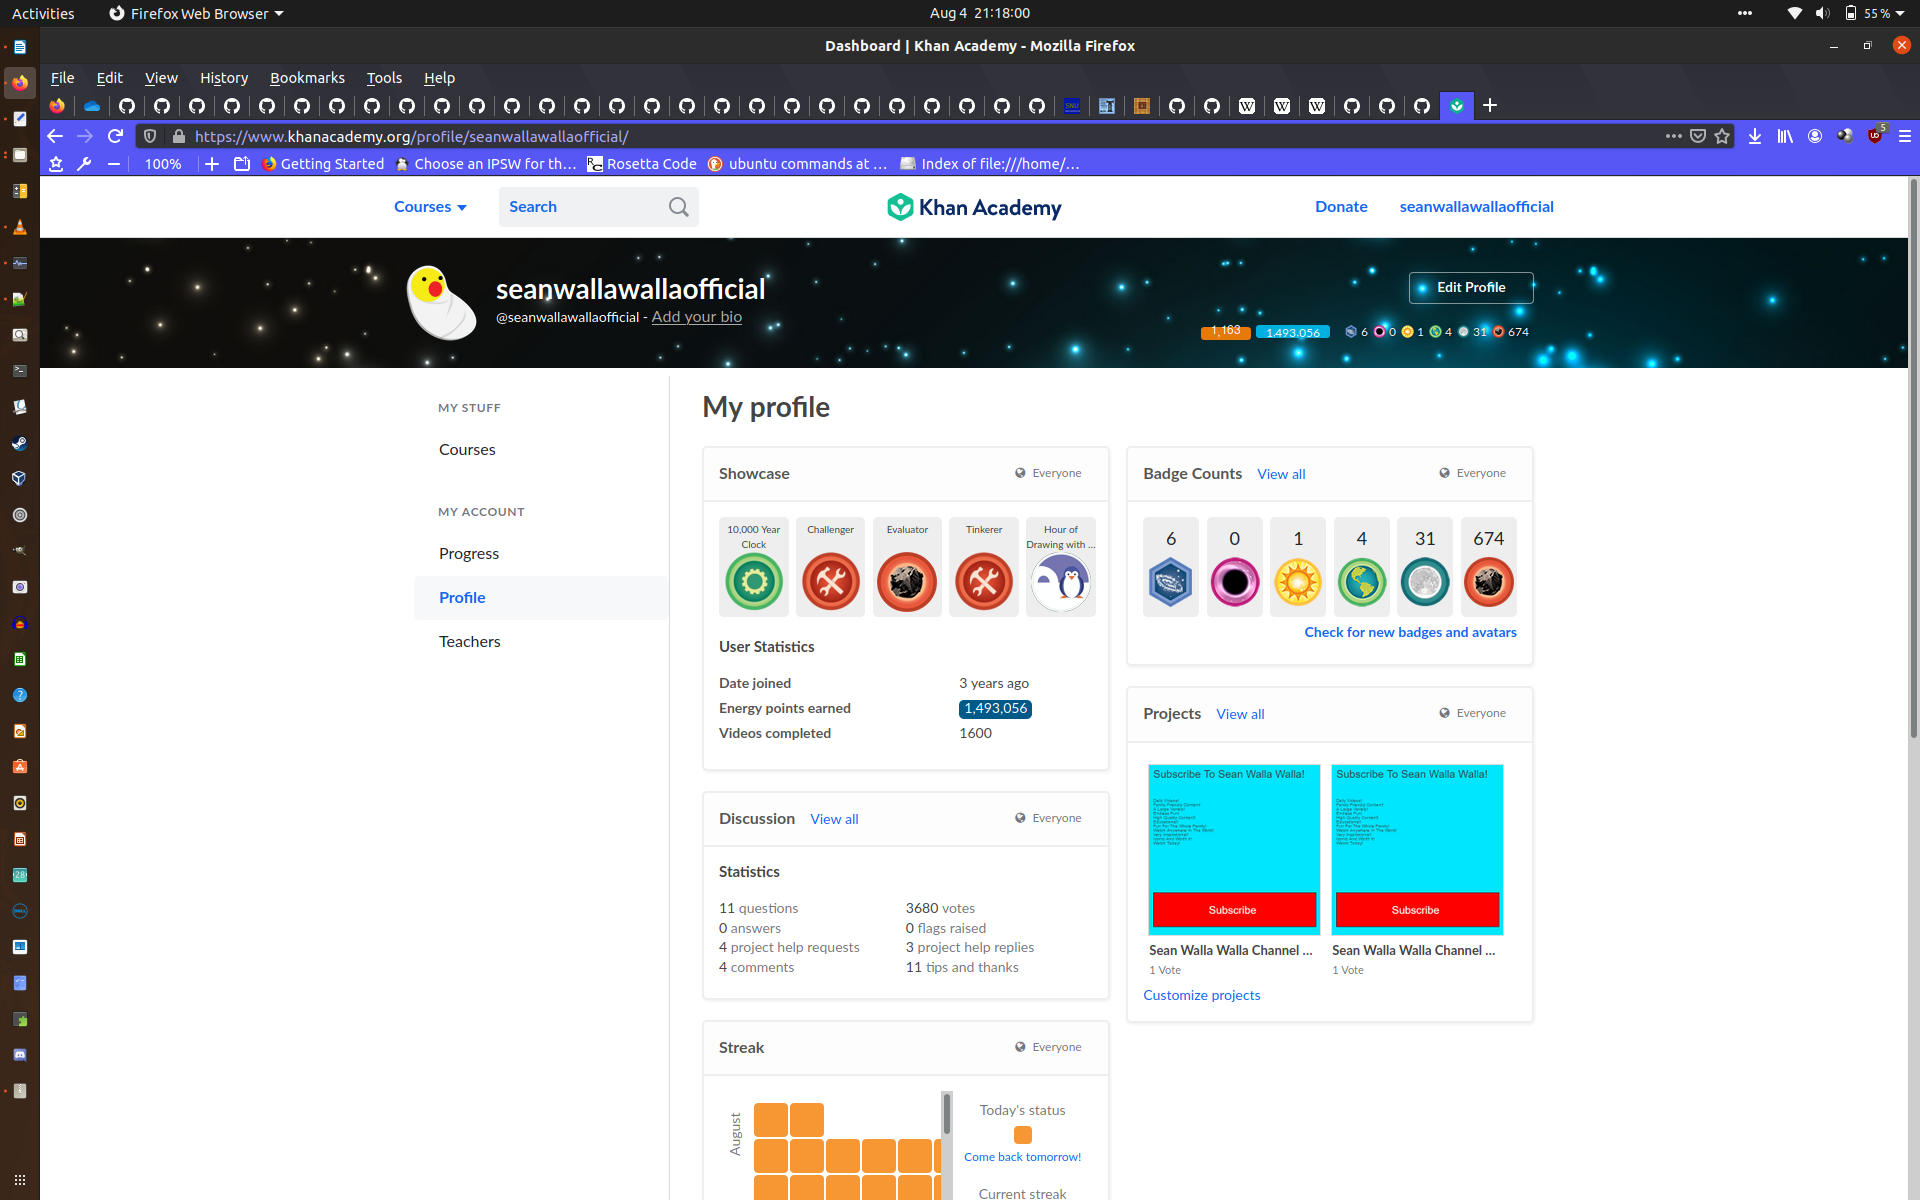 Activities
Firefox Web Browser
Aug 4 21:18:00
55 %
Dashboard | Khan Academy - Mozilla Firefox
File Edit View History Bookmarks Tools Help
https://www.khanacademy.org/profile/seanwallawallaofficial/
5
100%
Getting Started
Choose an IPSW for th...
Rosetta Code
ubuntu commands at ...
Index of file:///home/...
Courses
Search
Khan Academy
Donate
seanwallawallaofficial
seanwallawallaofficial
@seanwallawallaofficial - Add your bio
Edit Profile
1,163
1,493,056
6 0 1 4 31 674
MY STUFF
Courses
MY ACCOUNT
Progress
Profile
Teachers
My profile
Showcase
Everyone
10,000 Year Clock
Challenger
Evaluator
Tinkerer
Hour of Drawing with ...
User Statistics
Date joined 3 years ago
Energy points earned 1,493,056
Videos completed 1600
Badge Counts View all
Everyone
6 0 1 4 31 674
Check for new badges and avatars
Projects View all
Everyone
Subscribe To Sean Walla Walla!
Subscribe
Sean Walla Walla Channel ...
1 Vote
Subscribe To Sean Walla Walla!
Subscribe
Sean Walla Walla Channel ...
1 Vote
Customize projects
Discussion View all
Everyone
Statistics
11 questions
0 answers
4 project help requests
4 comments
3680 votes
0 flags raised
3 project help replies
11 tips and thanks
Streak
Everyone
August
Today's status
Come back tomorrow!
Current streak